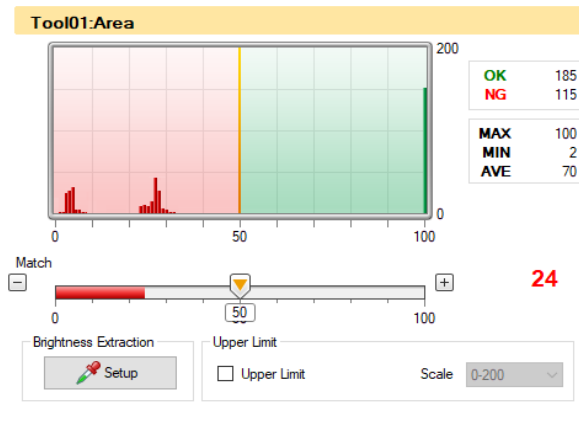 Tool01:Area
200
OK 185
NG 115
MAX 100
MIN 2
AVE 70
0
0 50 100
Match
24
50
0 100
Brightness Extraction
Setup
Upper Limit
Upper Limit
Scale 0-200